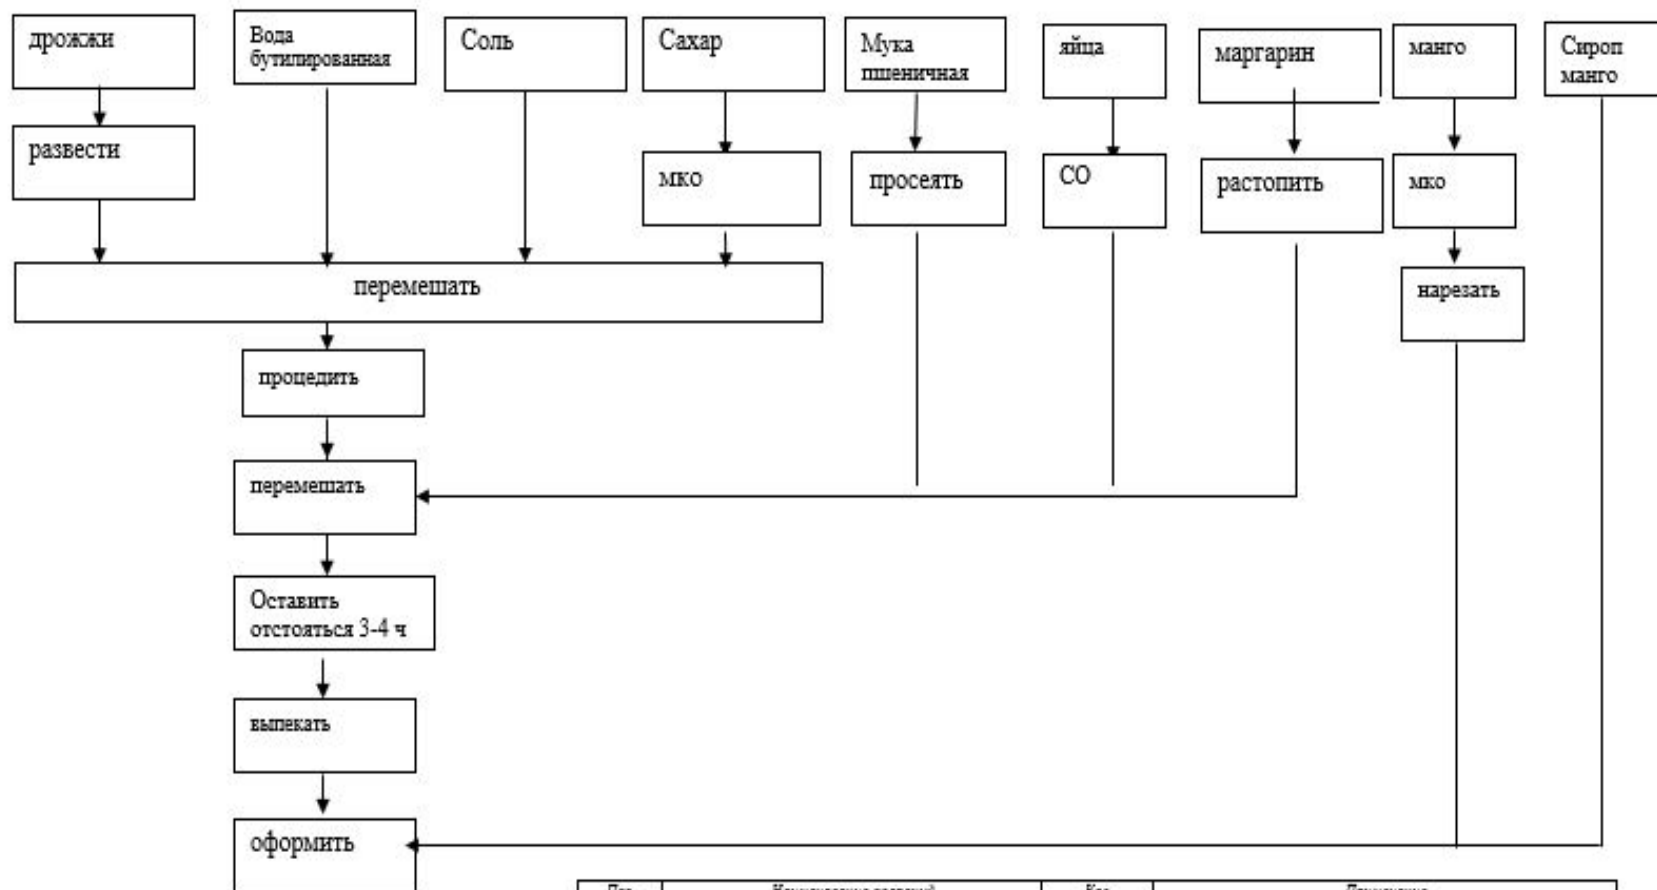 дрожжи
Вода
бутилированная
Соль
Сахар
Мука
пшеничная
яйца
маргарин
манго
Сироп
манго
развести
мко
просеять
СО
растопить
мко
перемешать
нарезать
процедить
перемешать
Оставить
отстояться 3-4 ч
выпекать
оформить